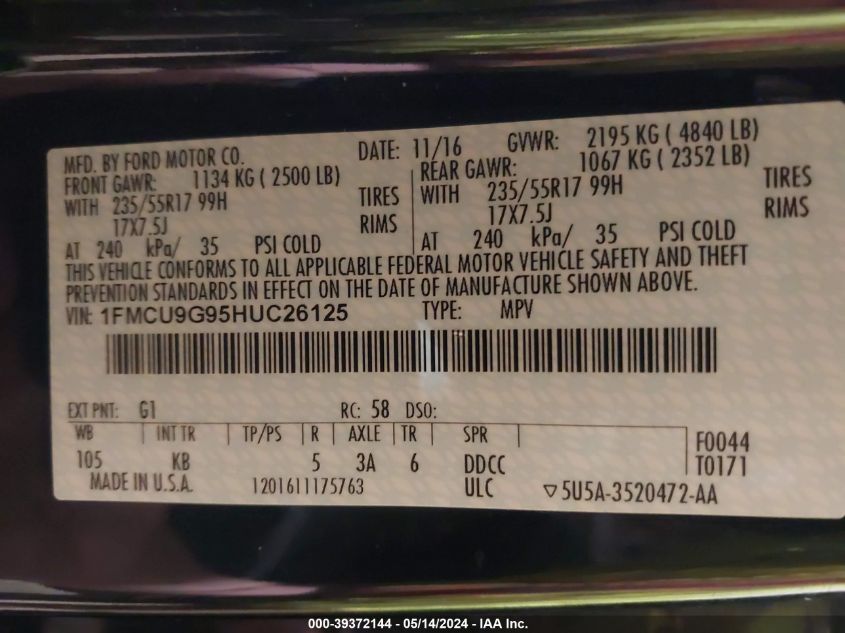 MFD. BY FORD MOTOR CO. DATE: 11/16 GVWR: 2195 KG ( 4840 LB)
FRONT GAWR: 1134 KG ( 2500 LB) REAR GAWR: 1067 KG ( 2352 LB)
WITH 235/55R17 99H TIRES WITH 235/55R17 99H TIRES
17X7.5J RIMS 17X7.5J RIMS
AT 240 kPa/ 35 PSI COLD AT 240 kPa/ 35 PSI COLD
THIS VEHICLE CONFORMS TO ALL APPLICABLE FEDERAL MOTOR VEHICLE SAFETY AND THEFT
PREVENTION STANDARDS IN EFFECT ON THE DATE OF MANUFACTURE SHOWN ABOVE.
VIN: 1FMCU9G95HUC26125 TYPE: MPV
EXT PNT: G1 RC: 58 DSO:
WB INT TR TP/PS R AXLE TR SPR F0044
105 KB 5 3A 6 DDCC T0171
MADE IN U.S.A. 1201611175763 ULC ▽5U5A-3520472-AA
000-39372144 - 05/14/2024 - IAA Inc.